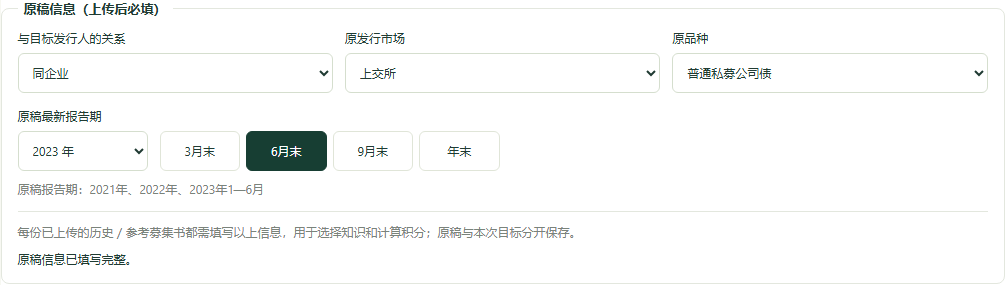 原稿信息（上传后必填）
与目标发行人的关系 原发行市场 原品种
同企业 上交所 普通私募公司债
原稿最新报告期
2023 年 3月末 6月末 9月末 年末
原稿报告期：2021年、2022年、2023年1—6月
每份已上传的历史 / 参考募集书都需填写以上信息，用于选择知识和计算积分；原稿与本次目标分开保存。
原稿信息已填写完整。